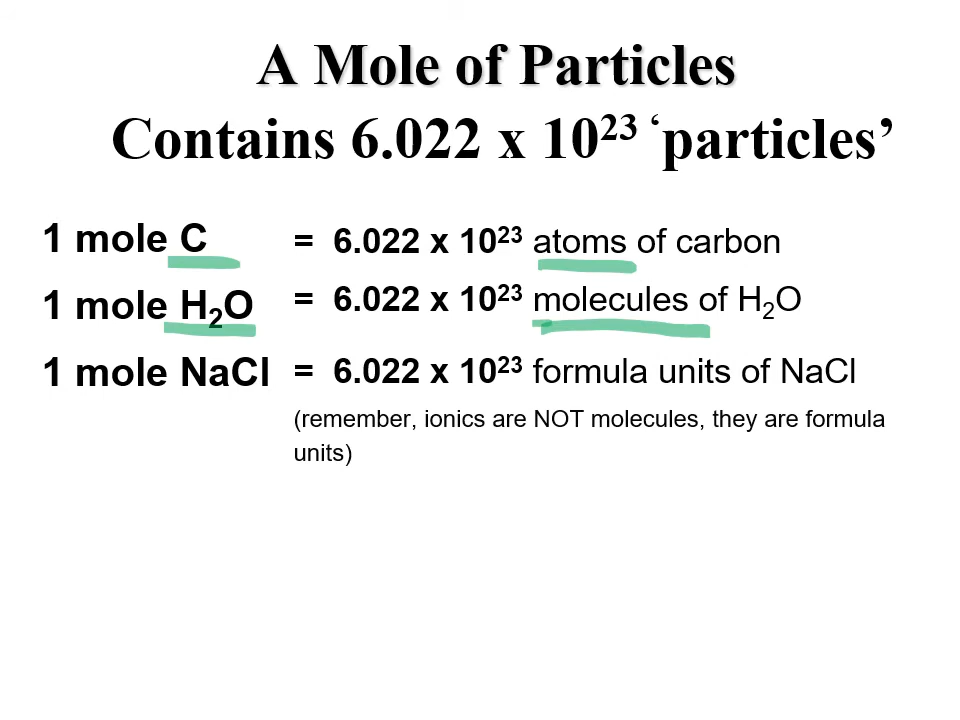 A Mole of Particles
Contains 6.022 x 10²³ ‘particles’
1 mole C = 6.022 x 10²³ atoms of carbon
1 mole H₂O = 6.022 x 10²³ molecules of H₂O
1 mole NaCl = 6.022 x 10²³ formula units of NaCl
(remember, ionics are NOT molecules, they are formula
units)